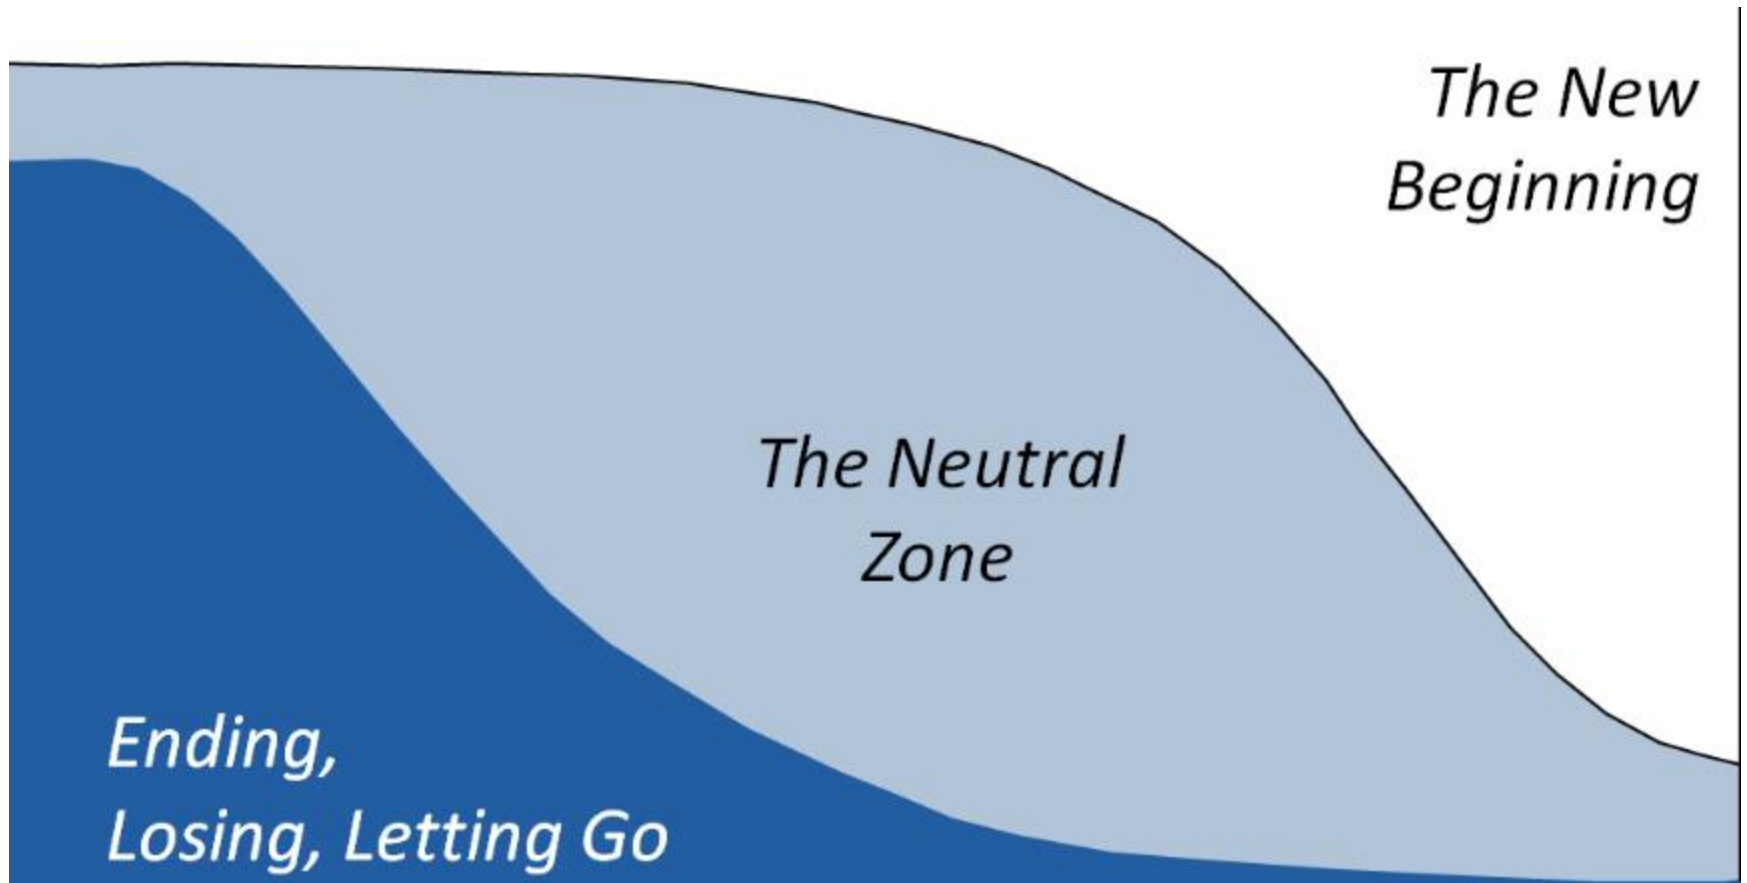 The New
Beginning
The Neutral
Zone
Ending,
Losing, Letting Go